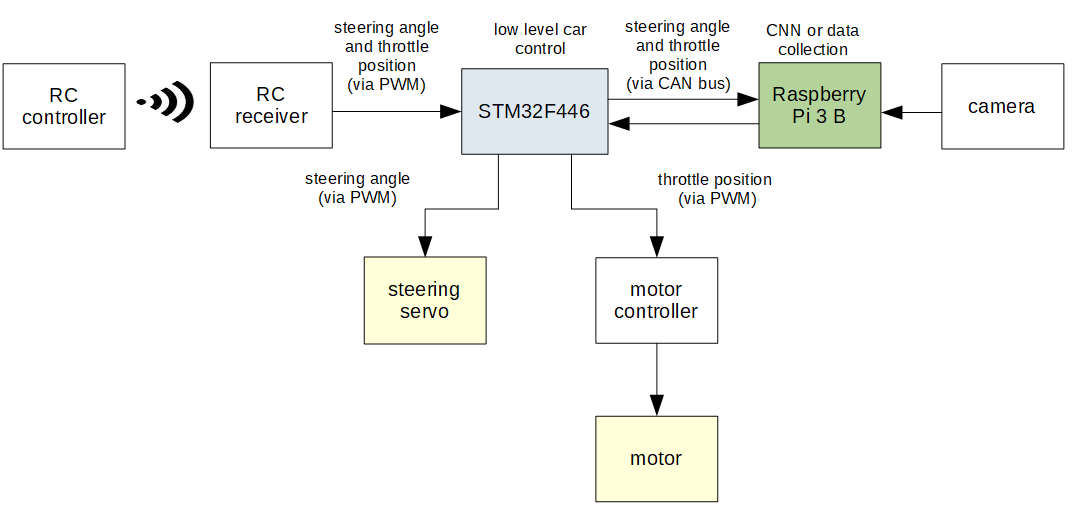 steering angle
and throttle
position
(via PWM)
low level car
control
steering angle
and throttle
position
(via CAN bus)
CNN or data
collection
RC
controller
RC
receiver
STM32F446
Raspberry
Pi 3 B
camera
steering angle
(via PWM)
throttle position
(via PWM)
steering
servo
motor
controller
motor